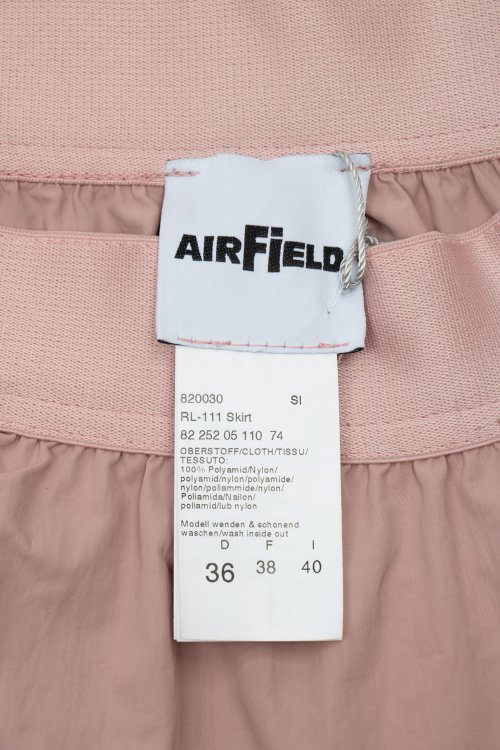 AIRFIELD
820030 SI
RL-111 Skirt
82 252 05 110 74
OBERSTOFF/CLOTH/TISSU/
TESSUTO:
100% Polyamid/Nylon/
polyamid/nylon/polyamide/
nylon/poliammide/nylon/
Poliamida/Nailon/
poliamid/lub nylon
Modell wenden & schonend
waschen/wash inside out
D F I
36 38 40